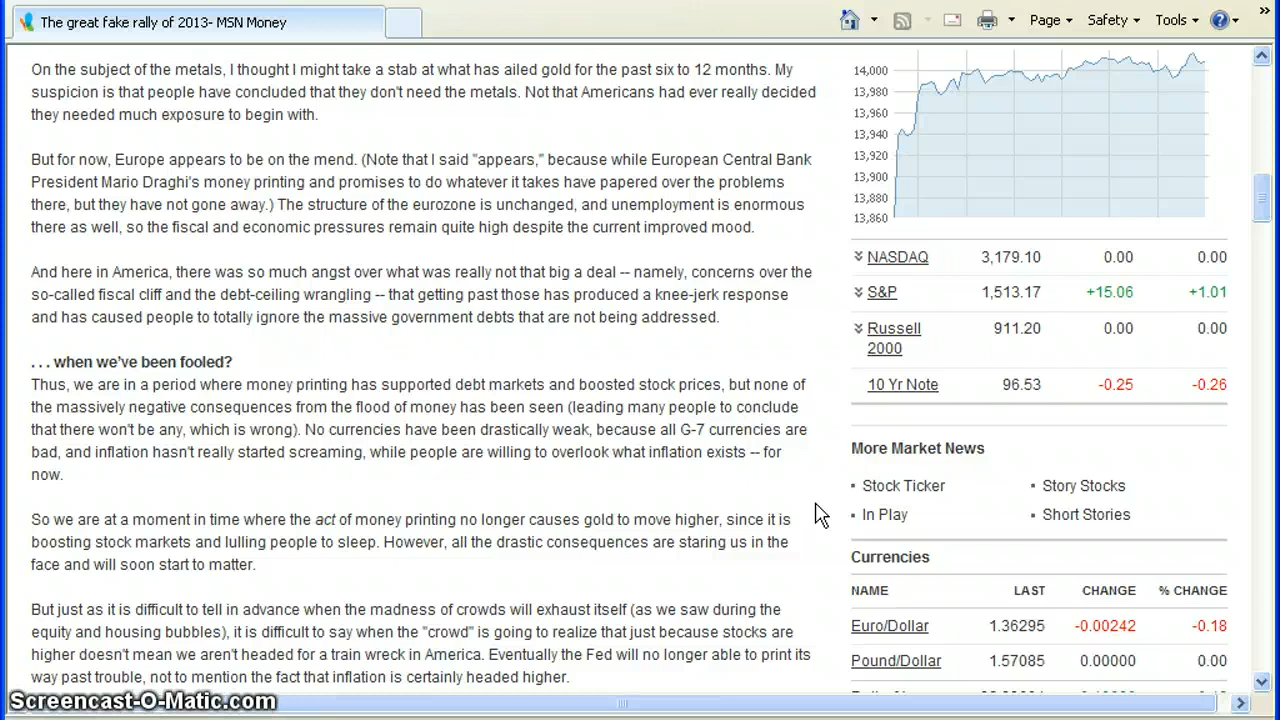 The great fake rally of 2013- MSN Money
Page
Safety
Tools
On the subject of the metals, I thought I might take a stab at what has ailed gold for the past six to 12 months. My
suspicion is that people have concluded that they don't need the metals. Not that Americans had ever really decided
they needed much exposure to begin with.
But for now, Europe appears to be on the mend. (Note that I said "appears," because while European Central Bank
President Mario Draghi's money printing and promises to do whatever it takes have papered over the problems
there, but they have not gone away.) The structure of the eurozone is unchanged, and unemployment is enormous
there as well, so the fiscal and economic pressures remain quite high despite the current improved mood.
And here in America, there was so much angst over what was really not that big a deal -- namely, concerns over the
so-called fiscal cliff and the debt-ceiling wrangling -- that getting past those has produced a knee-jerk response
and has caused people to totally ignore the massive government debts that are not being addressed.
. . . when we've been fooled?
Thus, we are in a period where money printing has supported debt markets and boosted stock prices, but none of
the massively negative consequences from the flood of money has been seen (leading many people to conclude
that there won't be any, which is wrong). No currencies have been drastically weak, because all G-7 currencies are
bad, and inflation hasn't really started screaming, while people are willing to overlook what inflation exists -- for
now.
So we are at a moment in time where the act of money printing no longer causes gold to move higher, since it is
boosting stock markets and lulling people to sleep. However, all the drastic consequences are staring us in the
face and will soon start to matter.
But just as it is difficult to tell in advance when the madness of crowds will exhaust itself (as we saw during the
equity and housing bubbles), it is difficult to say when the "crowd" is going to realize that just because stocks are
higher doesn't mean we aren't headed for a train wreck in America. Eventually the Fed will no longer able to print its
way past trouble, not to mention the fact that inflation is certainly headed higher.
14,000
13,980
13,960
13,940
13,920
13,900
13,880
13,860
NASDAQ 3,179.10 0.00 0.00
S&P 1,513.17 +15.06 +1.01
Russell 911.20 0.00 0.00
2000
10 Yr Note 96.53 -0.25 -0.26
More Market News
Stock Ticker Story Stocks
In Play Short Stories
Currencies
NAME LAST CHANGE % CHANGE
Euro/Dollar 1.36295 -0.00242 -0.18
Pound/Dollar 1.57085 0.00000 0.00
Screencast-O-Matic.com